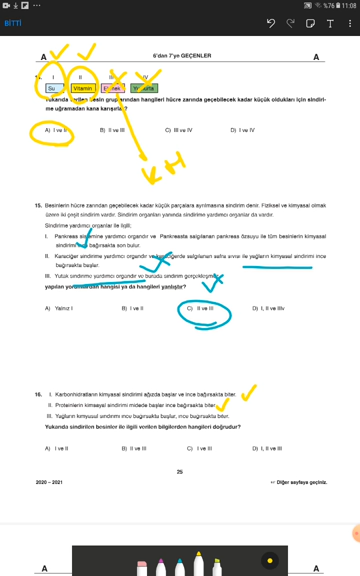 %76 11:08
BİTTİ
A 6'dan 7'ye GEÇENLER A
I II III IV
Su Vitamin Ekmek Yumurta
Yukarıda verilen besin gruplarından hangileri hücre zarında geçebilecek kadar küçük oldukları için sindiri-
me uğramadan kana karışırlar?
A) I ve II B) II ve III C) III ve IV D) I ve IV
KH
15. Besinlerin hücre zarından geçebilecek kadar küçük parçalara ayrılmasına sindirim denir. Fiziksel ve kimyasal olmak
üzere iki çeşit sindirim vardır. Sindirim organları yanında sindirime yardımcı organlar da vardır.
Sindirime yardımcı organlar ile ilgili;
I. Pankreas sindirime yardımcı organdır ve Pankreasta salgılanan pankreas özsuyu ile tüm besinlerin kimyasal
sindirimi bağırsakta son bulur.
II. Karaciğer sindirime yardımcı organdır ve karaciğerde salgılanan safra sıvısı ile yağların kimyasal sindirimi ince
bağırsakta başlar.
III. Yutak sindirime yardımcı organdır ve burada sindirim gerçekleşmez.
yapılan yorumlardan hangisi ya da hangileri yanlıştır?
A) Yalnız I B) I ve II C) II ve III D) I, II ve III
16. I. Karbonhidratların kimyasal sindirimi ağızda başlar ve ince bağırsakta biter.
II. Proteinlerin kimyasal sindirimi midede başlar ince bağırsakta biter.
III. Yağların kimyasal sindirimi ince bağırsakta başlar, ince bağırsakta biter.
Yukarıda sindirilen besinler ile ilgili verilen bilgilerden hangileri doğrudur?
A) I ve II B) II ve III C) I ve III D) I, II ve III
25
2020 – 2021 Diğer sayfaya geçiniz.
A A